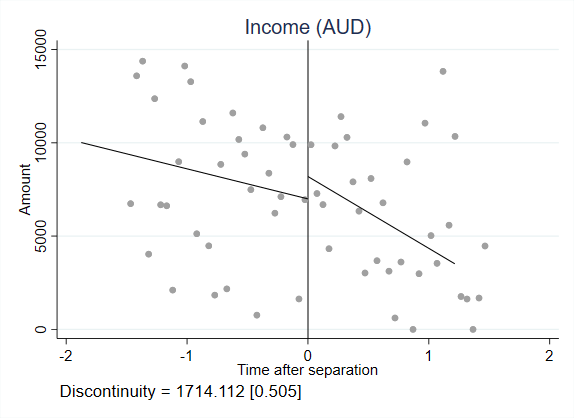 Income (AUD)
15000
10000
5000
0
Amount
-2 -1 0 1 2
Time after separation
Discontinuity = 1714.112 [0.505]